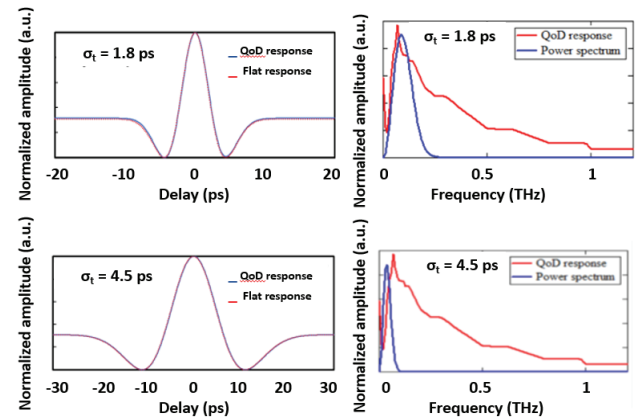 σt = 1.8 ps
QoD response
Flat response
Normalized amplitude (a.u.)
-20 -10 0 10 20
Delay (ps)
σt = 1.8 ps
QoD response
Power spectrum
Normalized amplitude (a.u.)
0 0.5 1
Frequency (THz)
σt = 4.5 ps
QoD response
Flat response
Normalized amplitude (a.u.)
-30 -20 -10 0 10 20 30
Delay (ps)
σt = 4.5 ps
QoD response
Power spectrum
Normalized amplitude (a.u.)
0 0.5 1
Frequency (THz)